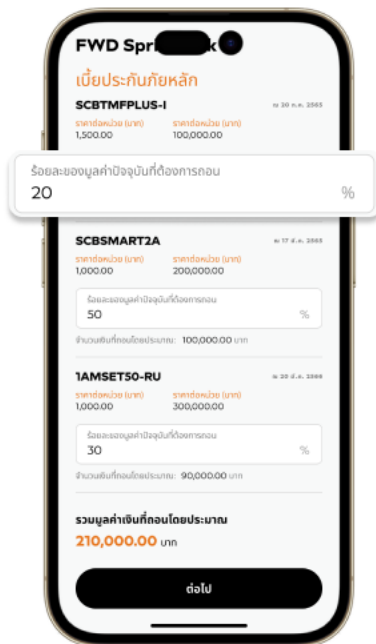 FWD Spr k
เบี้ยประกันภัยหลัก
SCBTMFPLUS-I ณ 20 ก.ค. 2563
ราคาต่อหน่วย (บาท) ราคาต่อหน่วย (บาท)
1,500.00 100,000.00
ร้อยละของมูลค่าปัจจุบันที่ต้องการถอน
20 %
SCBSMART2A
ราคาต่อหน่วย (บาท) ราคาต่อหน่วย (บาท)
1,000.00 200,000.00
ร้อยละของมูลค่าปัจจุบันที่ต้องการถอน
50 %
จำนวนเงินที่ถอนโดยประมาณ: 100,000.00 บาท
1AMSET50-RU
ราคาต่อหน่วย (บาท) ราคาต่อหน่วย (บาท)
1,000.00 300,000.00
ร้อยละของมูลค่าปัจจุบันที่ต้องการถอน
30 %
จำนวนเงินที่ถอนโดยประมาณ: 90,000.00 บาท
รวมมูลค่าเงินที่ถอนโดยประมาณ
210,000.00 บาท
ต่อไป